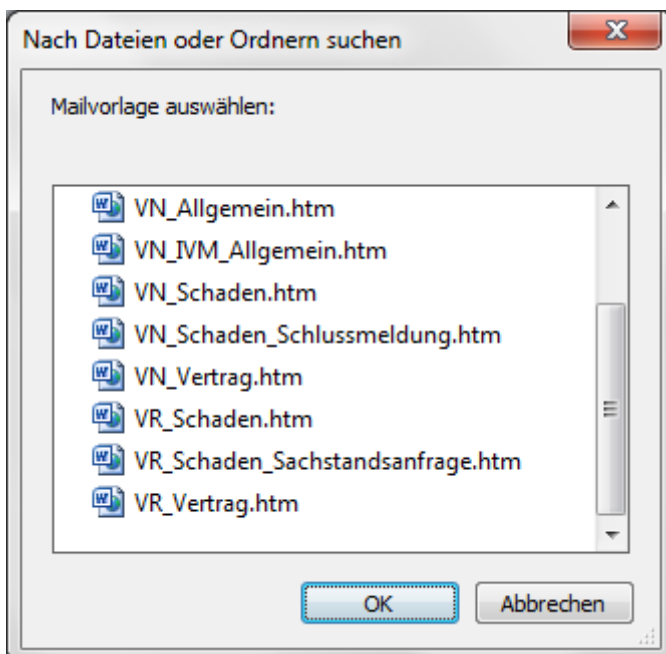 Nach Dateien oder Ordnern suchen
Mailvorlage auswählen:
VN_Allgemein.htm
VN_IVM_Allgemein.htm
VN_Schaden.htm
VN_Schaden_Schlussmeldung.htm
VN_Vertrag.htm
VR_Schaden.htm
VR_Schaden_Sachstandsanfrage.htm
VR_Vertrag.htm
OK
Abbrechen